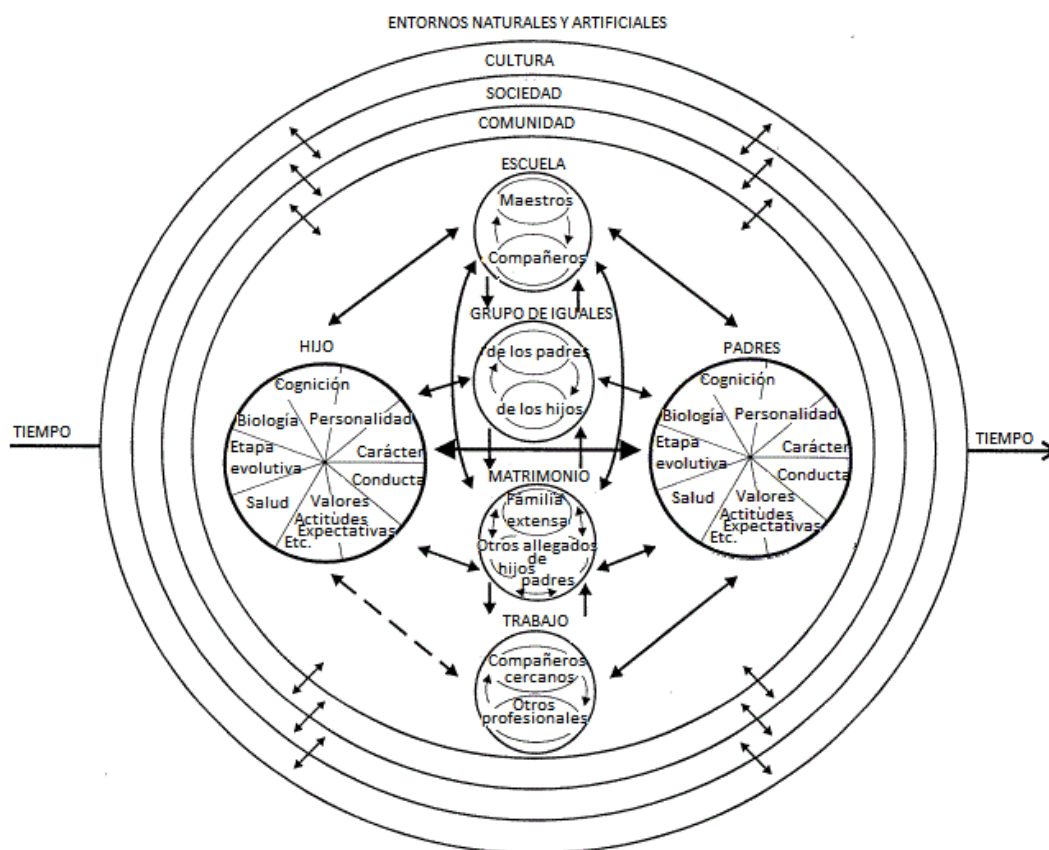 ENTORNOS NATURALES Y ARTIFICIALES
CULTURA
SOCIEDAD
COMUNIDAD
ESCUELA
Maestros
Compañeros
GRUPO DE IGUALES
de los padres
de los hijos
HIJO
Cognición
Biología
Personalidad
Etapa
evolutiva
Carácter
Conducta
Salud
Valores
Actitudes
Expectativas
Etc.
PADRES
Cognición
Biología
Personalidad
Etapa
evolutiva
Carácter
Conducta
Salud
Valores
Actitudes
Expectativas
Etc.
TIEMPO
TIEMPO
MATRIMONIO
Familia
extensa
Otros allegados
de
hijos
padres
TRABAJO
Compañeros
cercanos
Otros
profesionales